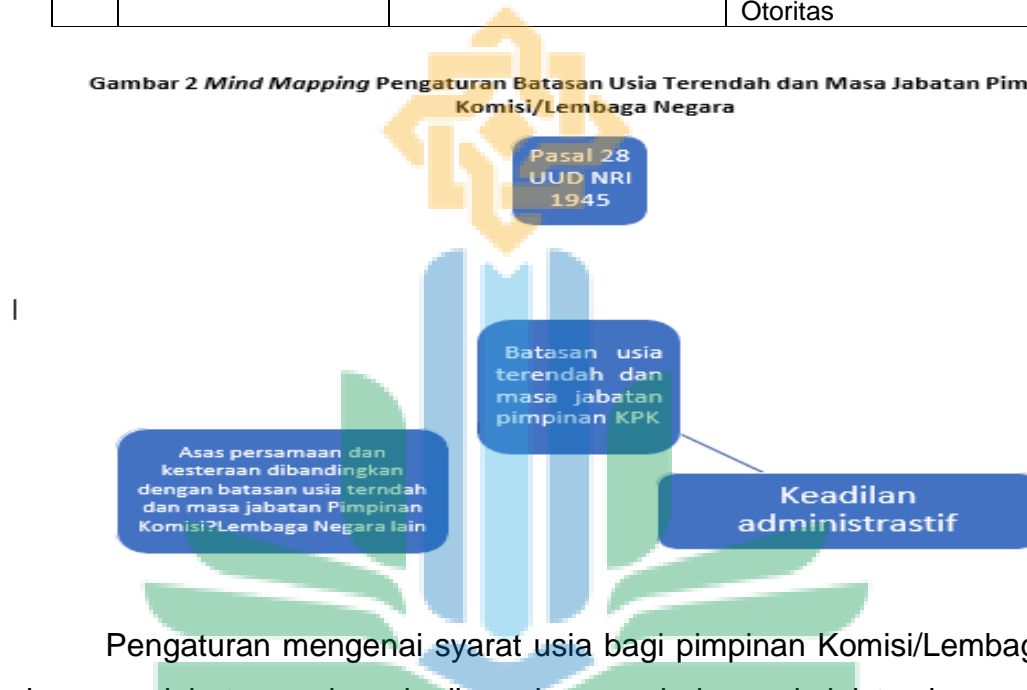 Otoritas
Gambar 2 Mind Mapping Pengaturan Batasan Usia Terendah dan Masa Jabatan Pim
Komisi/Lembaga Negara
Pasal 28
UUD NRI
1945
Batasan usia
terendah dan
masa jabatan
pimpinan KPK
Asas persamaan dan
kesteraan dibandingkan
dengan batasan usia terndah
dan masa jabatan Pimpinan
Komisi?Lembaga Negara lain
Keadilan
administrastif
Pengaturan mengenai syarat usia bagi pimpinan Komisi/Lembag